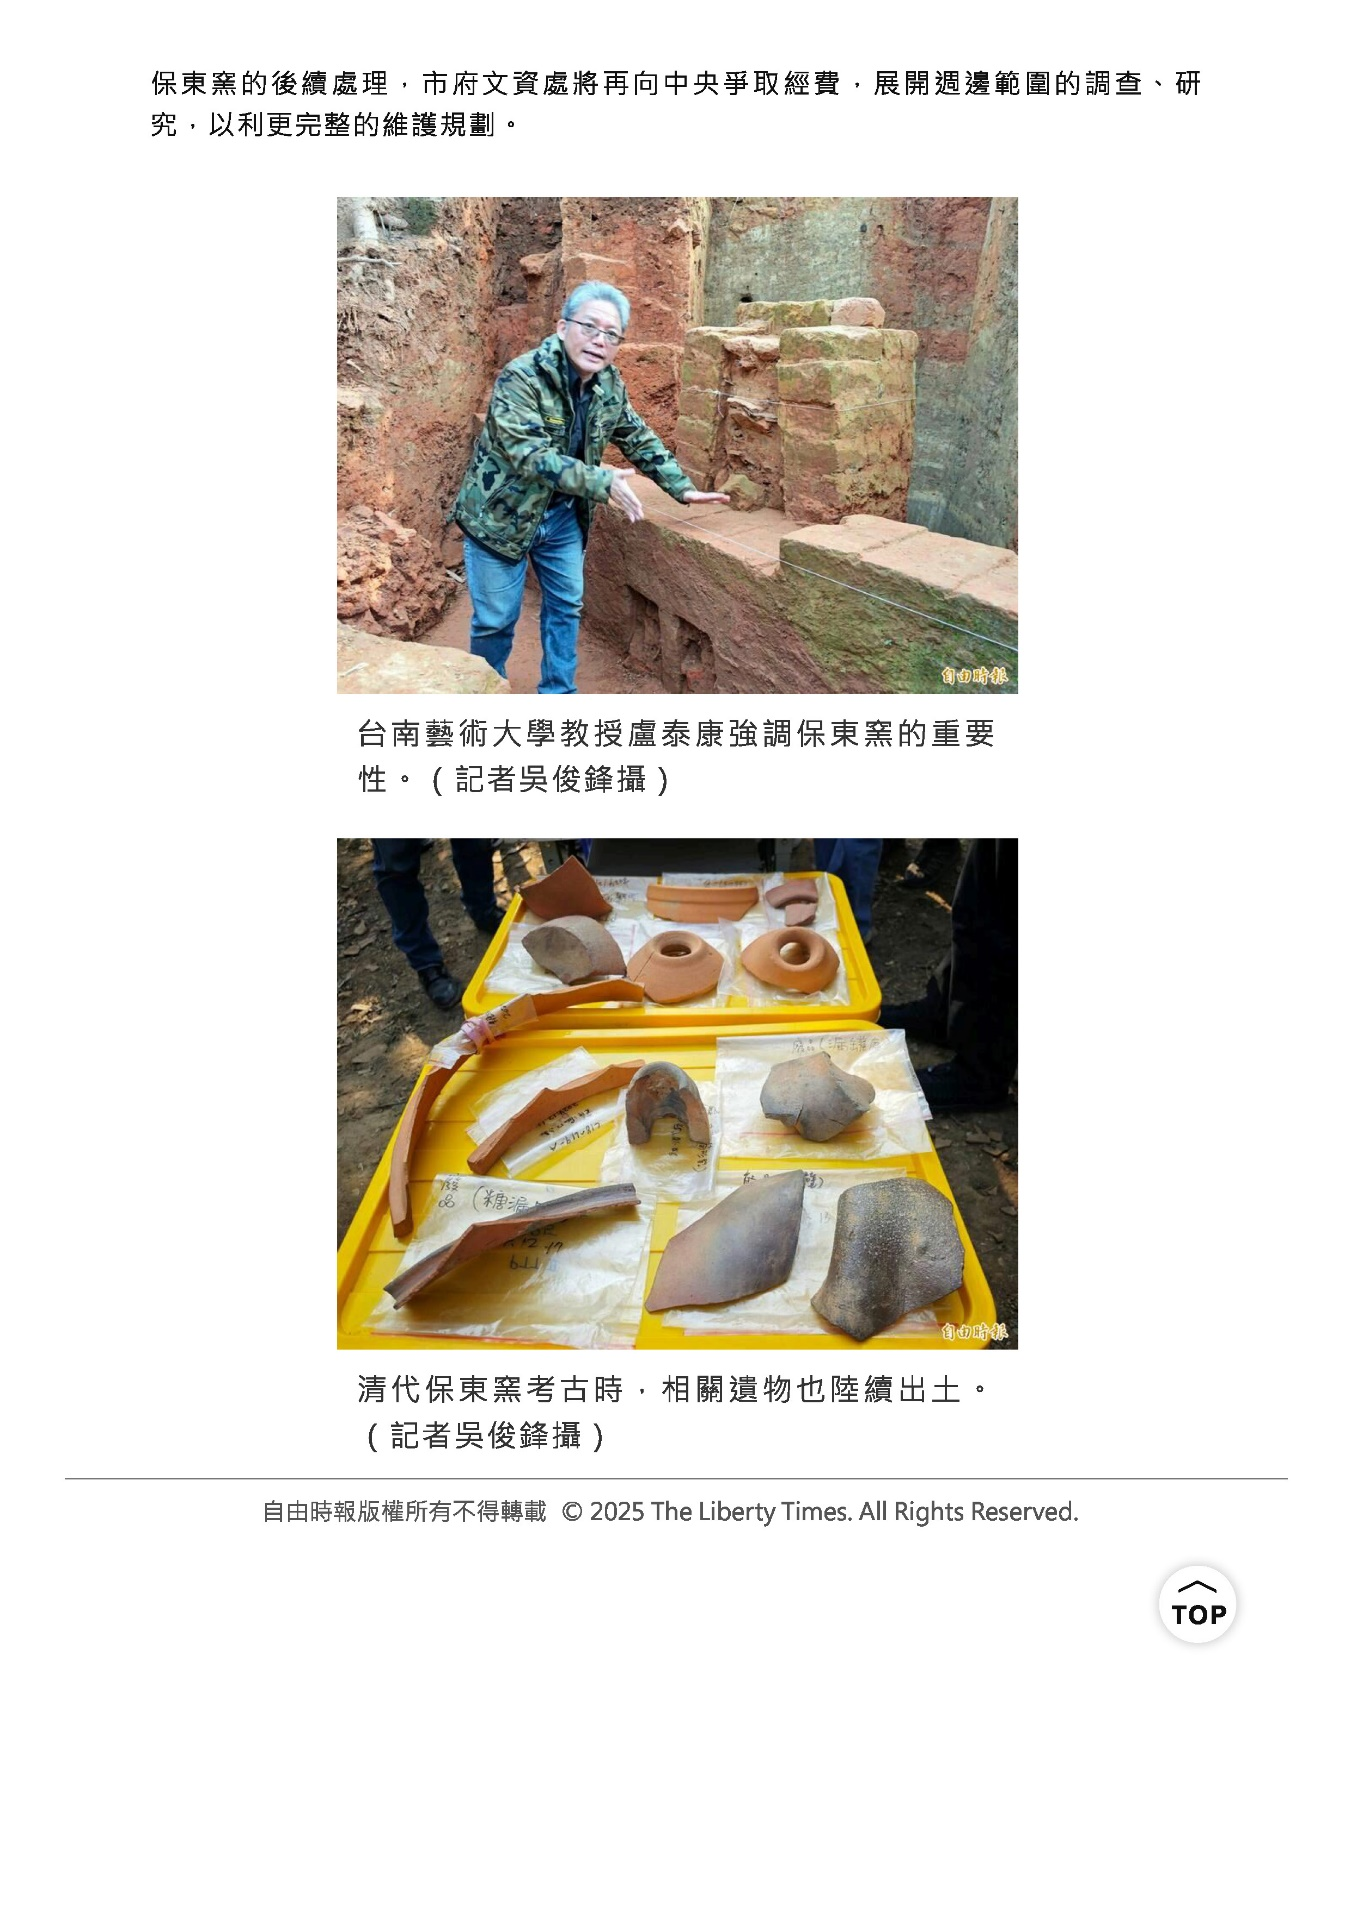 保東窯的後續處理，市府文資處將再向中央爭取經費，展開週邊範圍的調查、研
究，以利更完整的維護規劃。
自由時報
台南藝術大學教授盧泰康強調保東窯的重要
性。（記者吳俊鋒攝）
廢品
（糖漏
自由時報
清代保東窯考古時，相關遺物也陸續出土。
（記者吳俊鋒攝）
自由時報版權所有不得轉載 © 2025 The Liberty Times. All Rights Reserved.
TOP